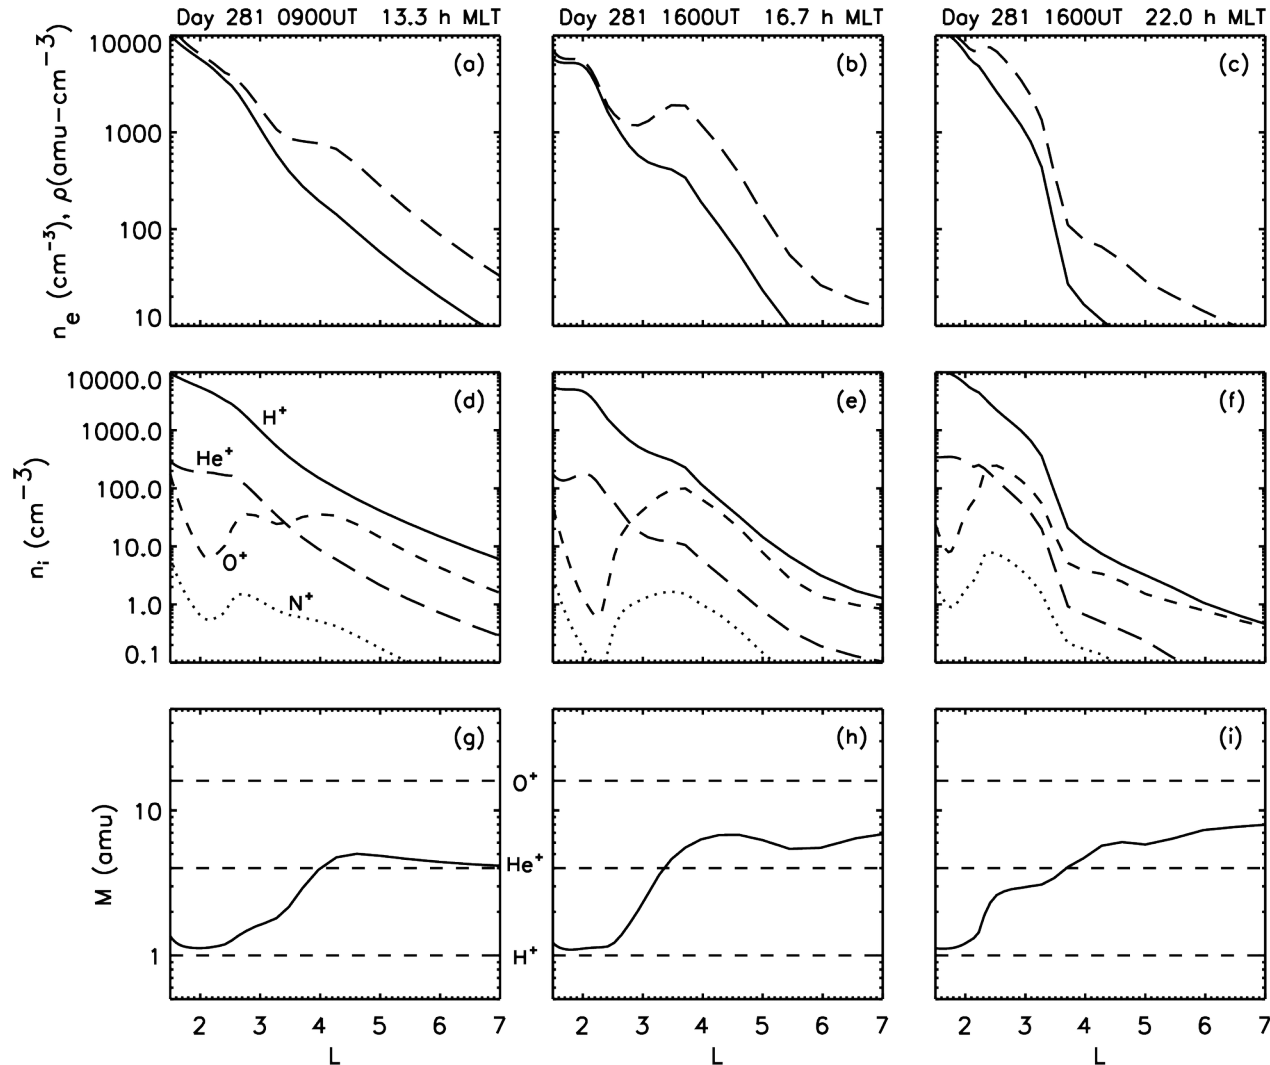 Day 281 0900UT 13.3 h MLT
Day 281 1600UT 16.7 h MLT
Day 281 1600UT 22.0 h MLT
nₑ (cm⁻³), ρ(amu−cm⁻³)
10000
1000
100
10
(a)
(b)
(c)
nᵢ (cm⁻³)
10000.0
1000.0
100.0
10.0
1.0
0.1
(d)
H⁺
He⁺
O⁺
N⁺
(e)
(f)
M (amu)
10
1
(g)
O⁺
He⁺
H⁺
(h)
(i)
2 3 4 5 6 7
2 3 4 5 6 7
2 3 4 5 6 7
L
L
L